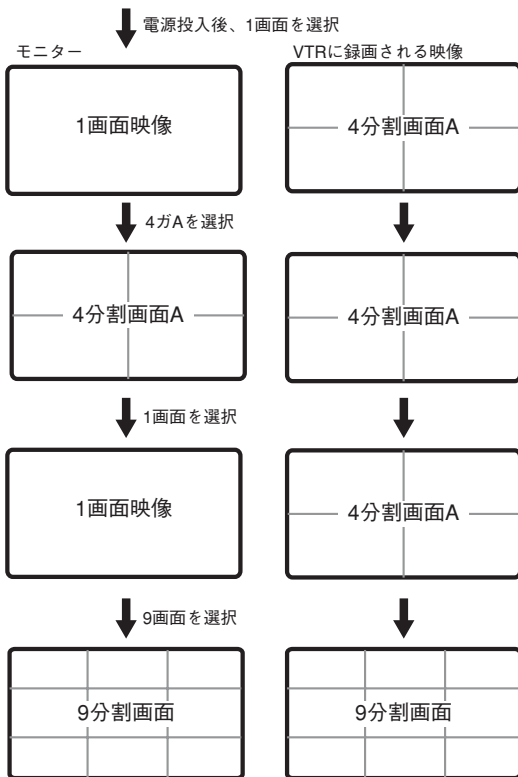 電源投入後、1画面を選択
モニター
VTRに録画される映像
1画面映像
4分割画面A
4ガAを選択
4分割画面A
4分割画面A
1画面を選択
1画面映像
4分割画面A
9画面を選択
9分割画面
9分割画面